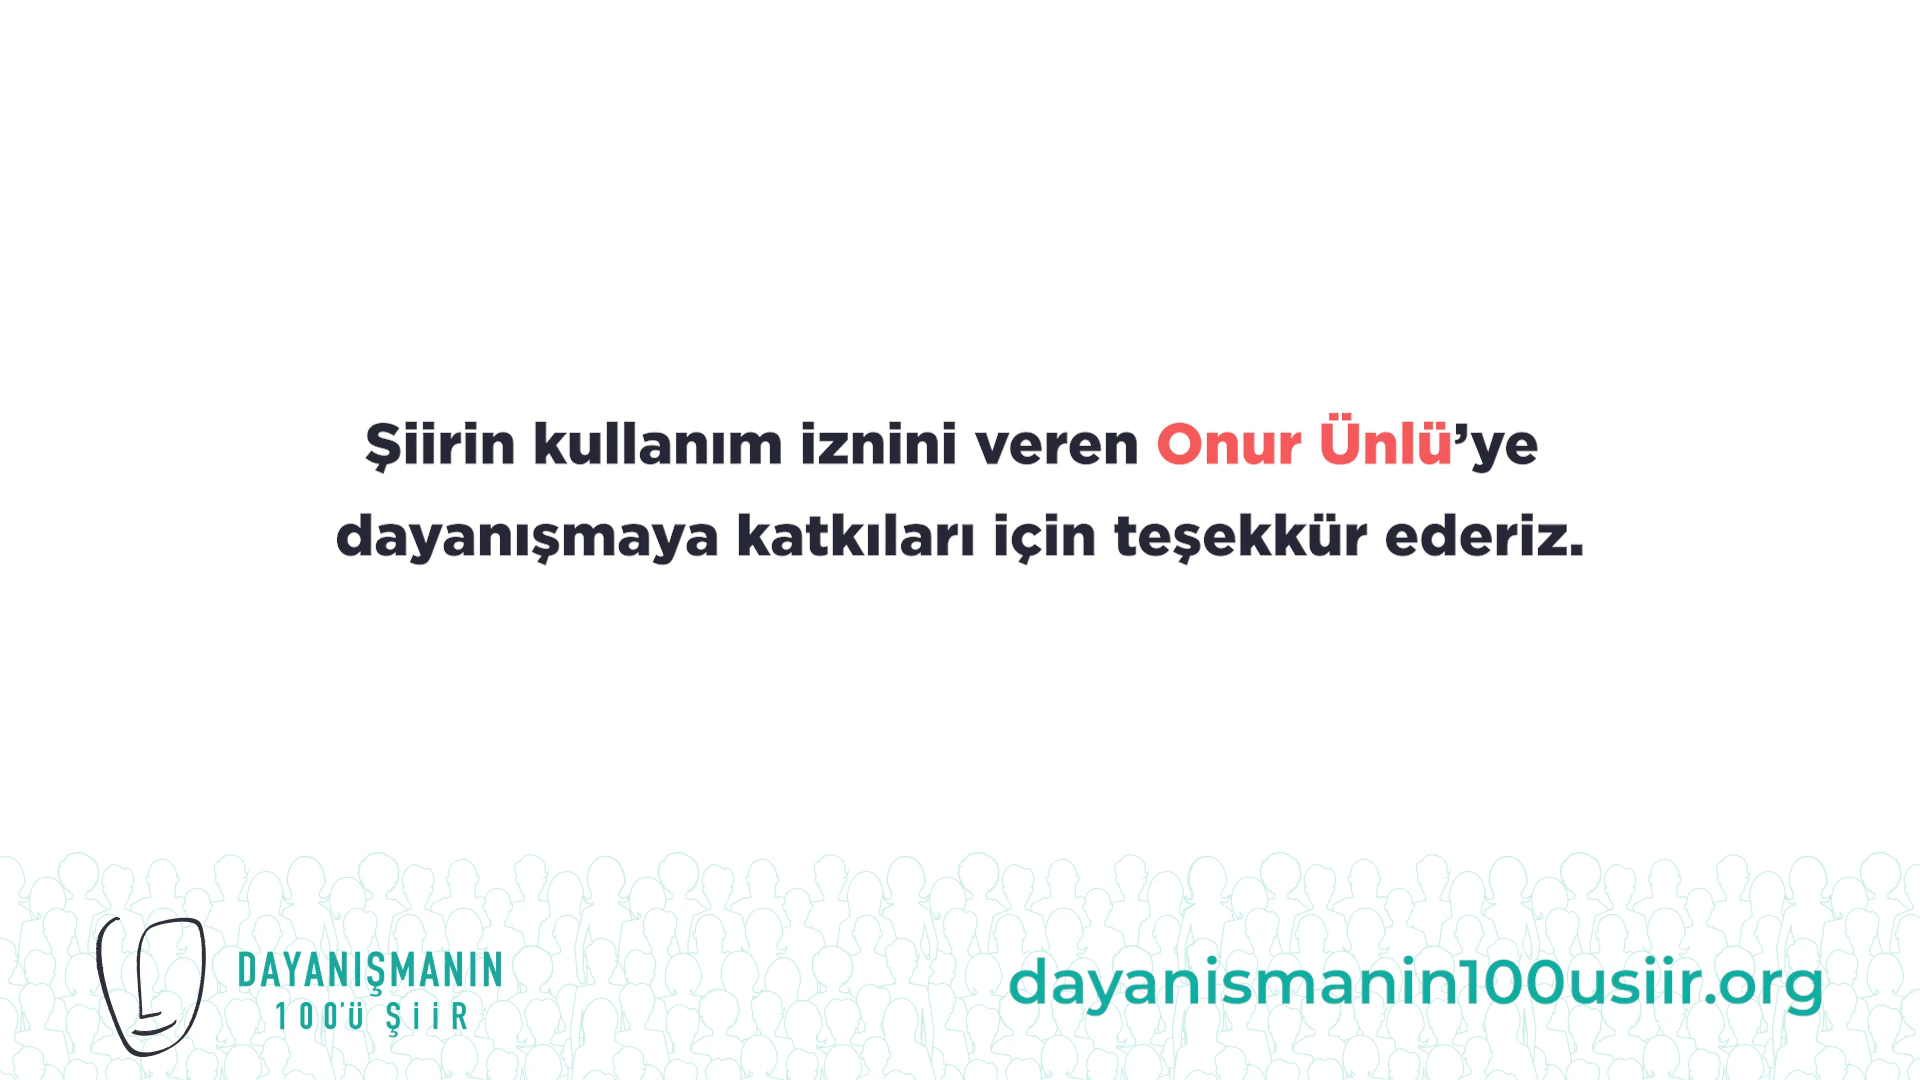 Şiirin kullanım iznini veren Onur Ünlü’ye
dayanışmaya katkıları için teşekkür ederiz.
DAYANIŞMANIN
100'Ü ŞiiR
dayanismanin100usiir.org